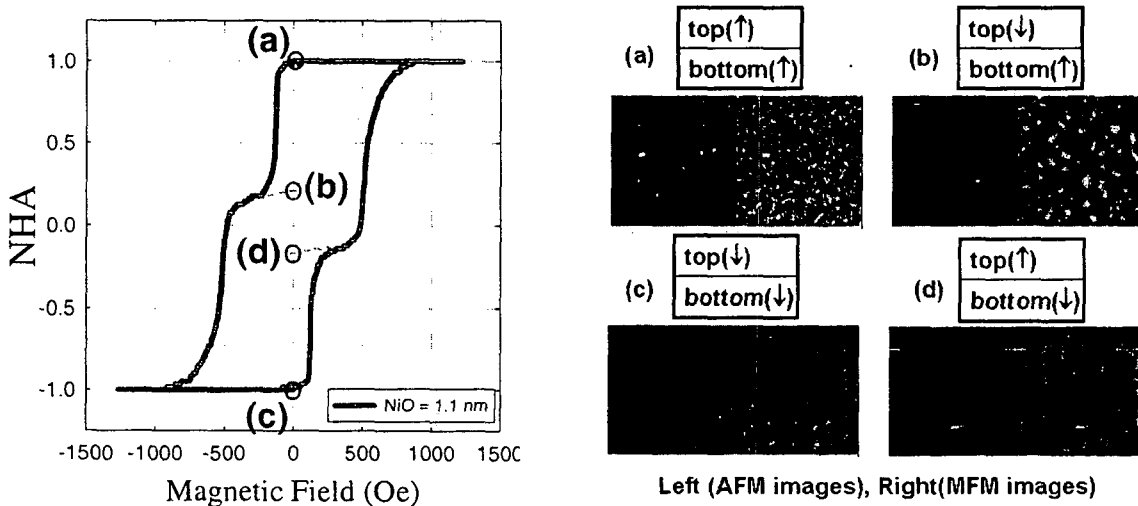 (a)
(b)
(d)
(c)
NHA
1.0
0.5
0.0
-0.5
-1.0
NiO = 1.1 nm
-1500 -1000 -500 0 500 1000 1500
Magnetic Field (Oe)
(a)
top(↑)
bottom(↑)
(b)
top(↓)
bottom(↑)
(c)
top(↓)
bottom(↓)
(d)
top(↑)
bottom(↓)
Left (AFM images), Right(MFM images)